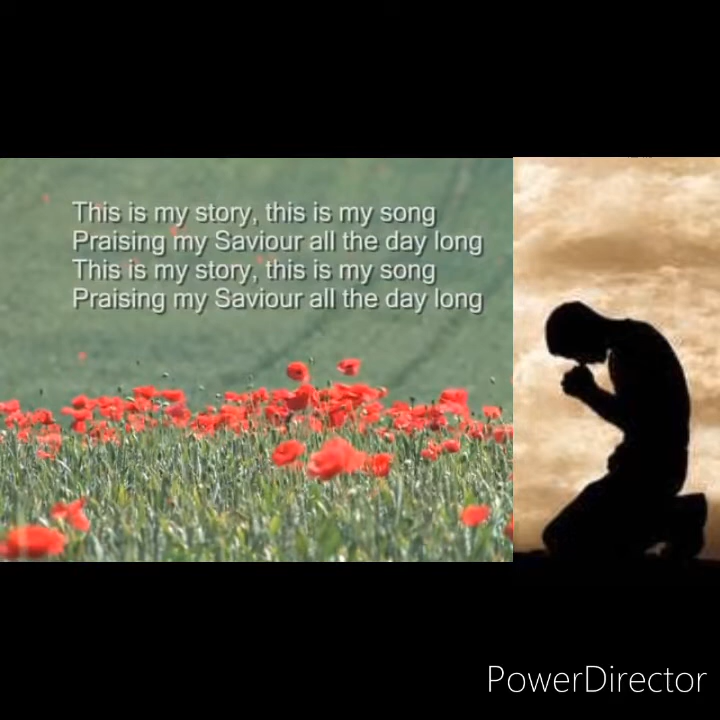 This is my story, this is my song
Praising my Saviour all the day long
This is my story, this is my song
Praising my Saviour all the day long
PowerDirector